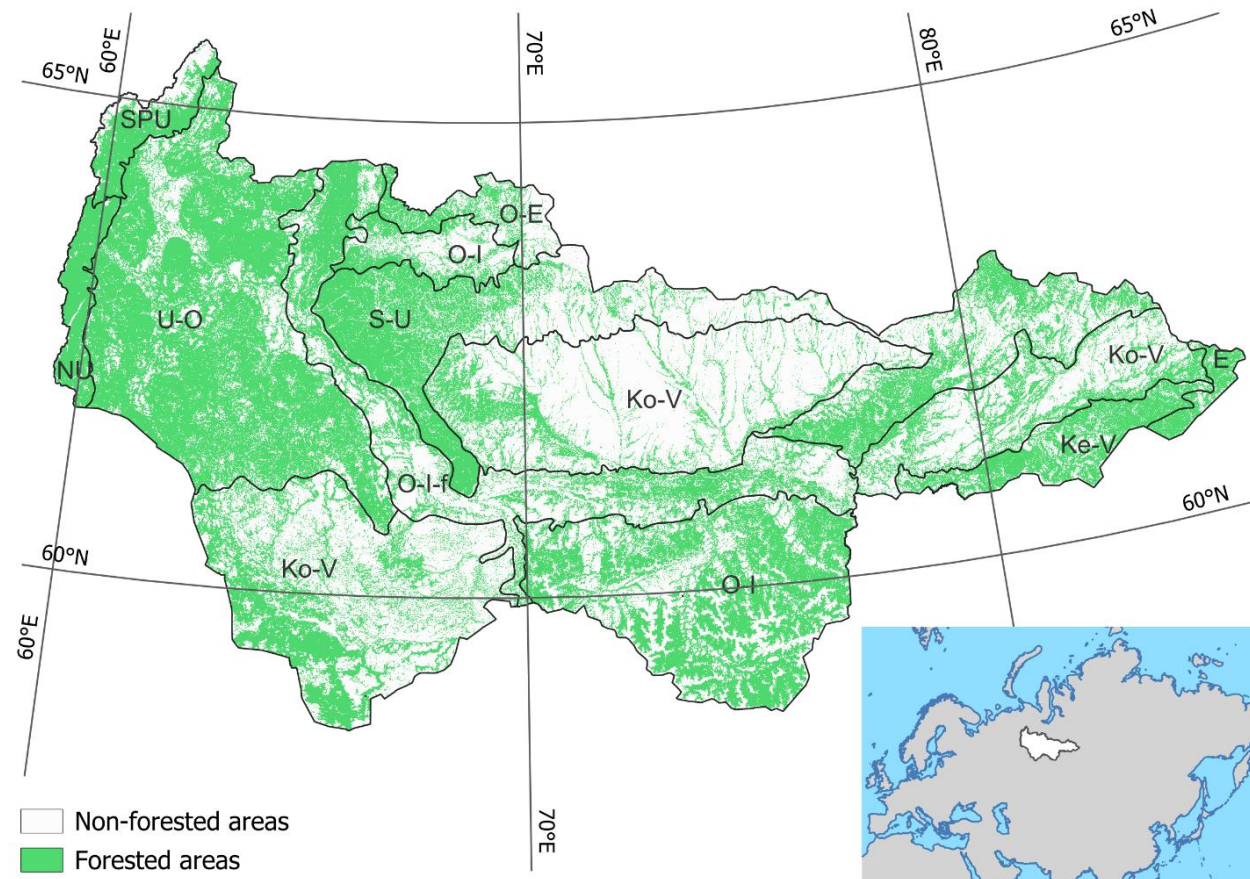 60°E
65°N
70°E
80°E
65°N
SPU
O-E
O-I
U-O
S-U
NU
Ko-V
Ko-V
E
Ke-V
O-I-f
60°N
60°N
Ko-V
O-I
60°E
70°E
Non-forested areas
Forested areas